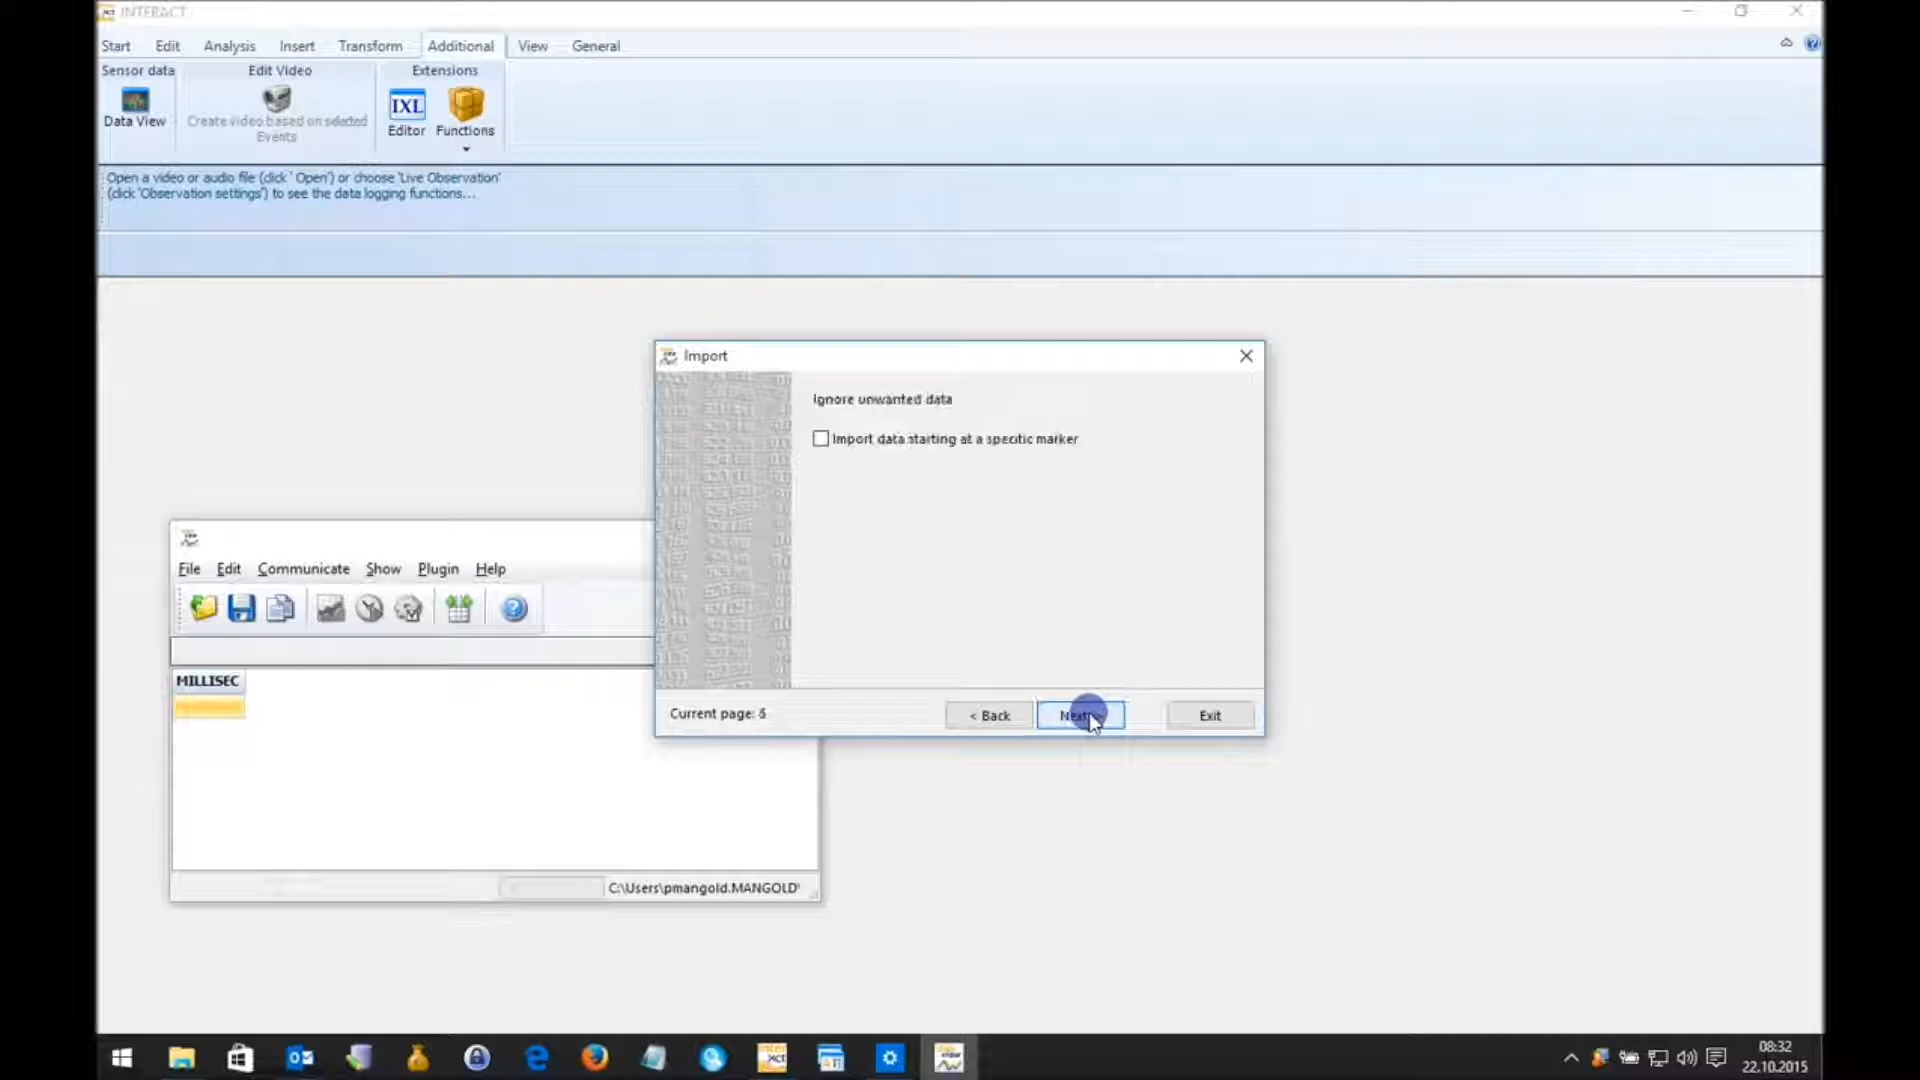 INTERACT
Start Edit Analysis Insert Transform Additional View General
Sensor data Edit Video Extensions
Data View
Create video based on selected
Events
IXL
Editor Functions
Open a video or audio file (click ' Open') or choose 'Live Observation'
(click 'Observation settings') to see the data logging functions...
Import
Ignore unwanted data
Import data starting at a specific marker
Current page: 6
< Back
Next
Exit
File Edit Communicate Show Plugin Help
MILLISEC
C:\Users\pmangold.MANGOLD'
08:32
22.10.2015